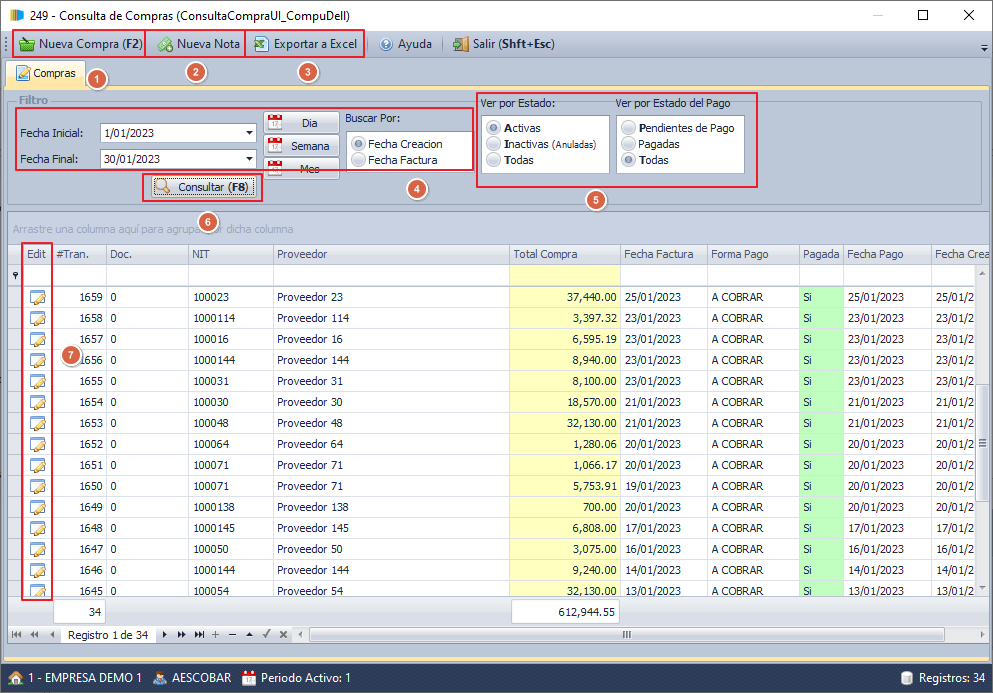 249 - Consulta de Compras (ConsultaCompraUI_CompuDell)
Nueva Compra (F2) Nueva Nota Exportar a Excel Ayuda Salir (Shft+Esc)
1 2 3
Compras
Filtro
Fecha Inicial: 1/01/2023
Fecha Final: 30/01/2023
Día
Semana
Mes
Buscar Por:
Fecha Creacion
Fecha Factura
4
Ver por Estado:
Activas
Inactivas (Anuladas)
Todas
Ver por Estado del Pago
Pendientes de Pago
Pagadas
Todas
5
Consultar (F8)
6
Arrastre una columna aquí para agrupar por dicha columna
Edit #Tran. Doc. NIT Proveedor Total Compra Fecha Factura Forma Pago Pagada Fecha Pago Fecha Crea
1659 0 100023 Proveedor 23 37,440.00 25/01/2023 A COBRAR Si 25/01/2023 25/01/2
1658 0 1000114 Proveedor 114 3,397.32 23/01/2023 A COBRAR Si 23/01/2023 23/01/2
1657 0 100016 Proveedor 16 6,595.19 23/01/2023 A COBRAR Si 23/01/2023 23/01/2
7
1656 0 1000144 Proveedor 144 8,940.00 23/01/2023 A COBRAR Si 23/01/2023 23/01/2
1655 0 100031 Proveedor 31 8,100.00 23/01/2023 A COBRAR Si 23/01/2023 23/01/2
1654 0 100030 Proveedor 30 18,570.00 21/01/2023 A COBRAR Si 21/01/2023 21/01/2
1653 0 100048 Proveedor 48 32,130.00 21/01/2023 A COBRAR Si 21/01/2023 21/01/2
1652 0 100064 Proveedor 64 1,280.06 20/01/2023 A COBRAR Si 20/01/2023 20/01/2
1651 0 100071 Proveedor 71 1,066.17 20/01/2023 A COBRAR Si 20/01/2023 20/01/2
1650 0 100071 Proveedor 71 5,753.91 19/01/2023 A COBRAR Si 20/01/2023 20/01/2
1649 0 1000138 Proveedor 138 700.00 20/01/2023 A COBRAR Si 20/01/2023 20/01/2
1648 0 1000145 Proveedor 145 6,808.00 17/01/2023 A COBRAR Si 17/01/2023 17/01/2
1647 0 100050 Proveedor 50 3,075.00 16/01/2023 A COBRAR Si 16/01/2023 16/01/2
1646 0 1000144 Proveedor 144 9,240.00 14/01/2023 A COBRAR Si 14/01/2023 14/01/2
1645 0 100054 Proveedor 54 32,130.00 13/01/2023 A COBRAR Si 13/01/2023 13/01/2
34 612,944.55
Registro 1 de 34
1 - EMPRESA DEMO 1 AESCOBAR Periodo Activo: 1 Registros: 34